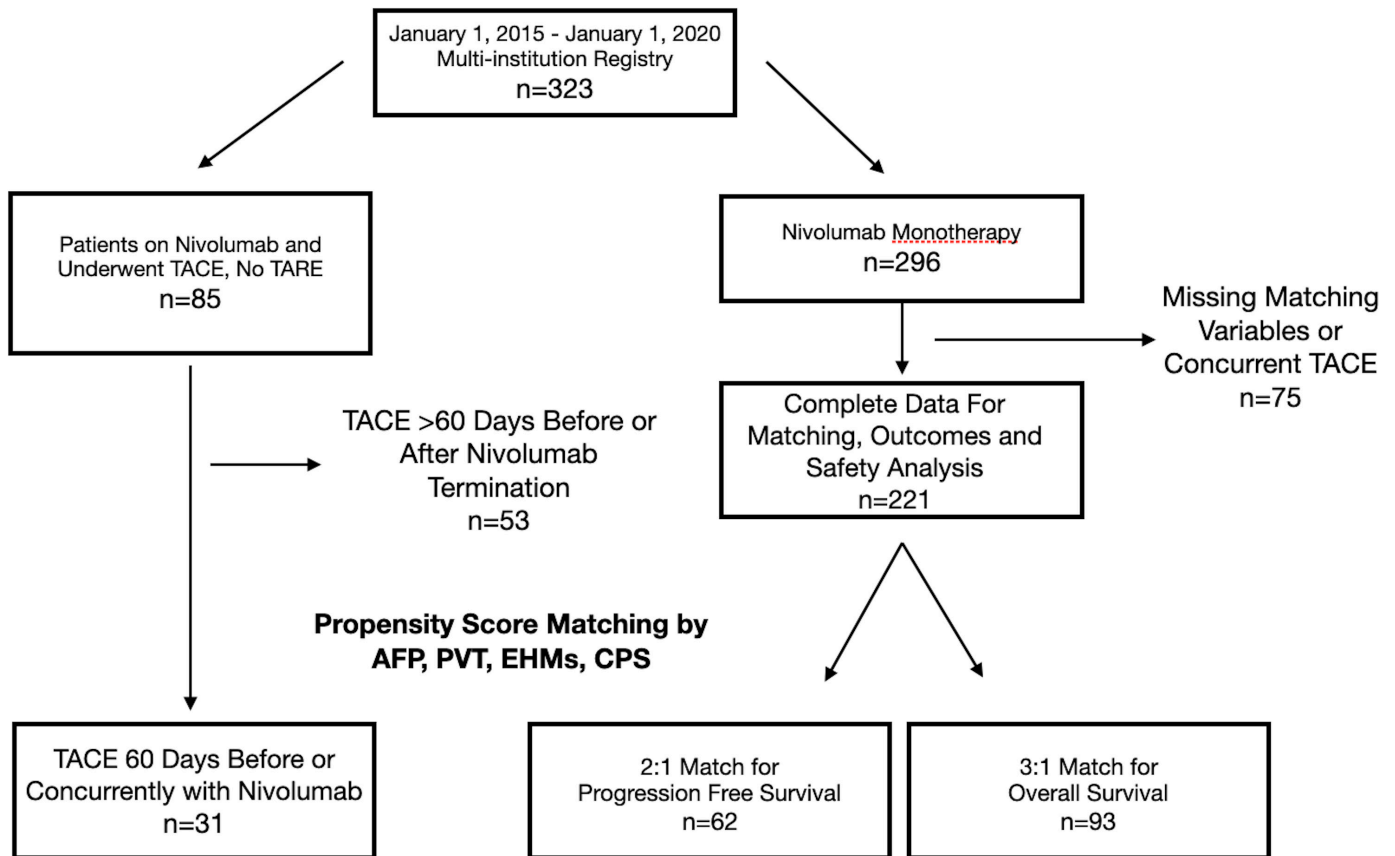 January 1, 2015 - January 1, 2020
Multi-institution Registry
n=323
Patients on Nivolumab and
Underwent TACE, No TARE
n=85
Nivolumab Monotherapy
n=296
Missing Matching
Variables or
Concurrent TACE
n=75
TACE >60 Days Before or
After Nivolumab
Termination
n=53
Complete Data For
Matching, Outcomes and
Safety Analysis
n=221
Propensity Score Matching by
AFP, PVT, EHMs, CPS
TACE 60 Days Before or
Concurrently with Nivolumab
n=31
2:1 Match for
Progression Free Survival
n=62
3:1 Match for
Overall Survival
n=93